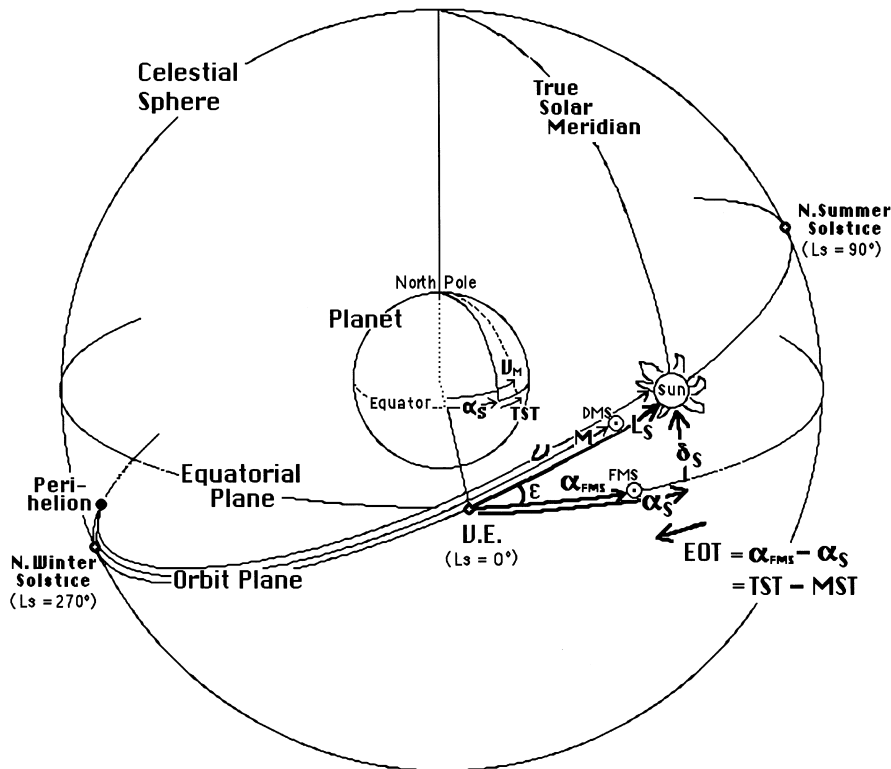 Celestial
Sphere
True
Solar
Meridian
N.Summer
Solstice
(Ls = 90°)
North Pole
Planet
ν_M
Equator
α_S
TST
DMS
Sun
ν
M
L_S
δ_S
Peri-
helion
Equatorial
Plane
ε
α_FMS
FMS
α_S
V.E.
(Ls = 0°)
N.Winter
Solstice
(Ls = 270°)
Orbit Plane
EOT = α_FMS – α_S
= TST – MST